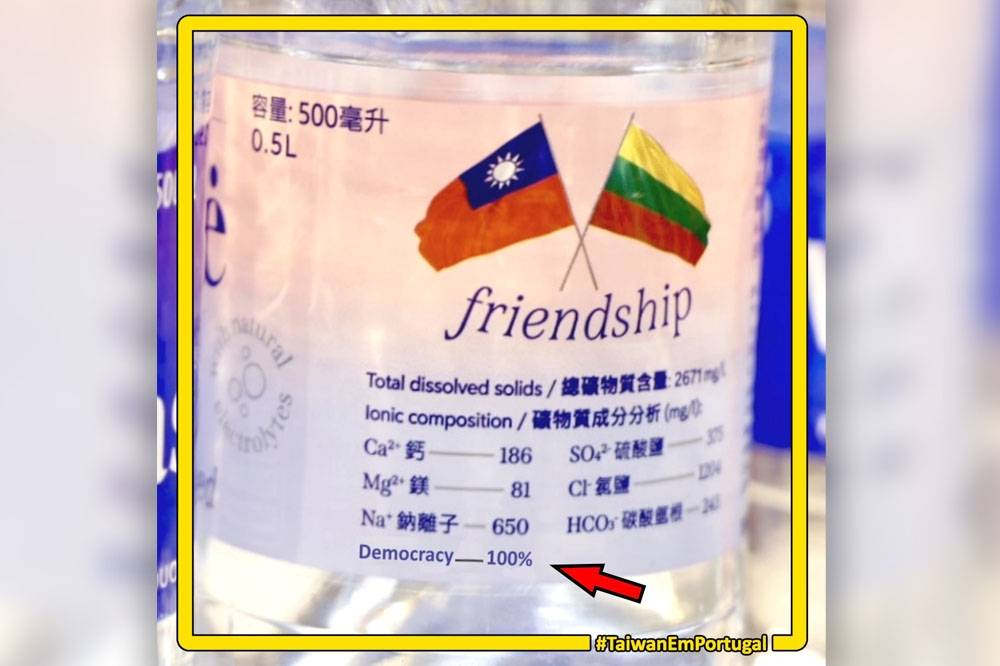 容量: 500毫升
0.5L
friendship
natural
electrolytes
Total dissolved solids / 總礦物質含量: 2671 mg/l
Ionic composition / 礦物質成分分析 (mg/l):
Ca²⁺ 鈣 186 SO₄²⁻ 硫酸鹽
Mg²⁺ 鎂 81 Cl⁻ 氯鹽 1204
Na⁺ 鈉離子 650 HCO₃⁻ 碳酸氫根
Democracy 100%
#TaiwanEmPortugal